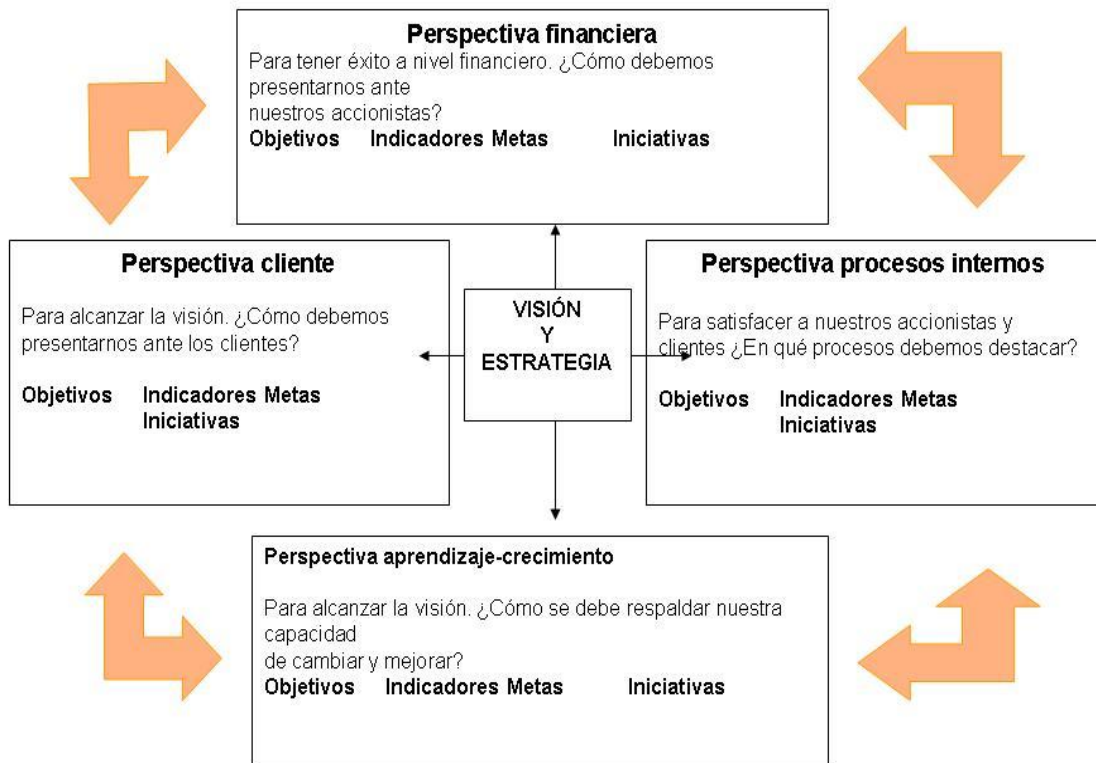 Perspectiva financiera
Para tener éxito a nivel financiero. ¿Cómo debemos
presentarnos ante
nuestros accionistas?
Objetivos Indicadores Metas Iniciativas
Perspectiva cliente
Para alcanzar la visión. ¿Cómo debemos
presentarnos ante los clientes?
Objetivos Indicadores Metas
Iniciativas
VISIÓN
Y
ESTRATEGIA
Perspectiva procesos internos
Para satisfacer a nuestros accionistas y
clientes ¿En qué procesos debemos destacar?
Objetivos Indicadores Metas
Iniciativas
Perspectiva aprendizaje-crecimiento
Para alcanzar la visión. ¿Cómo se debe respaldar nuestra
capacidad
de cambiar y mejorar?
Objetivos Indicadores Metas Iniciativas